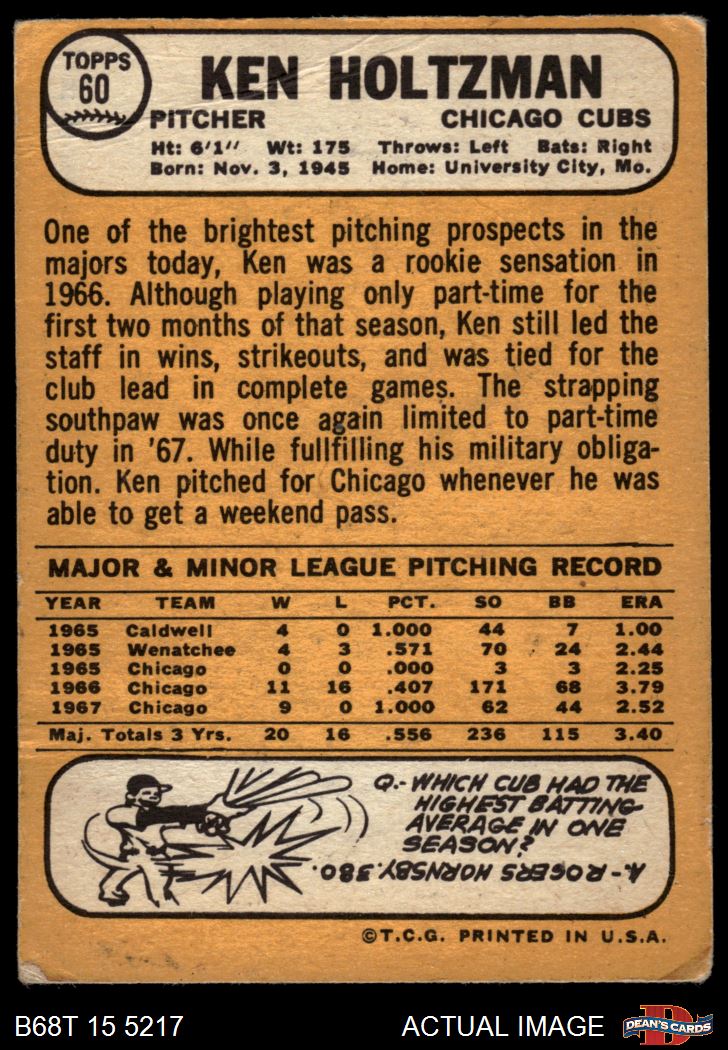 TOPPS
60
KEN HOLTZMAN
PITCHER CHICAGO CUBS
Ht: 6'1" Wt: 175 Throws: Left Bats: Right
Born: Nov. 3, 1945 Home: University City, Mo.
One of the brightest pitching prospects in the
majors today, Ken was a rookie sensation in
1966. Although playing only part-time for the
first two months of that season, Ken still led the
staff in wins, strikeouts, and was tied for the
club lead in complete games. The strapping
southpaw was once again limited to part-time
duty in '67. While fullfilling his military obliga-
tion. Ken pitched for Chicago whenever he was
able to get a weekend pass.
MAJOR & MINOR LEAGUE PITCHING RECORD
YEAR TEAM W L PCT. SO BB ERA
1965 Caldwell 4 0 1.000 44 7 1.00
1965 Wenatchee 4 3 .571 70 24 2.44
1965 Chicago 0 0 .000 3 3 2.25
1966 Chicago 11 16 .407 171 68 3.79
1967 Chicago 9 0 1.000 62 44 2.52
Maj. Totals 3 Yrs. 20 16 .556 236 115 3.40
Q.- WHICH CUB HAD THE
HIGHEST BATTING
AVERAGE IN ONE
SEASON?
A.- ROGERS HORNSBY .380.
©T.C.G. PRINTED IN U.S.A.
B68T 15 5217 ACTUAL IMAGE
D
DEAN'S CARDS